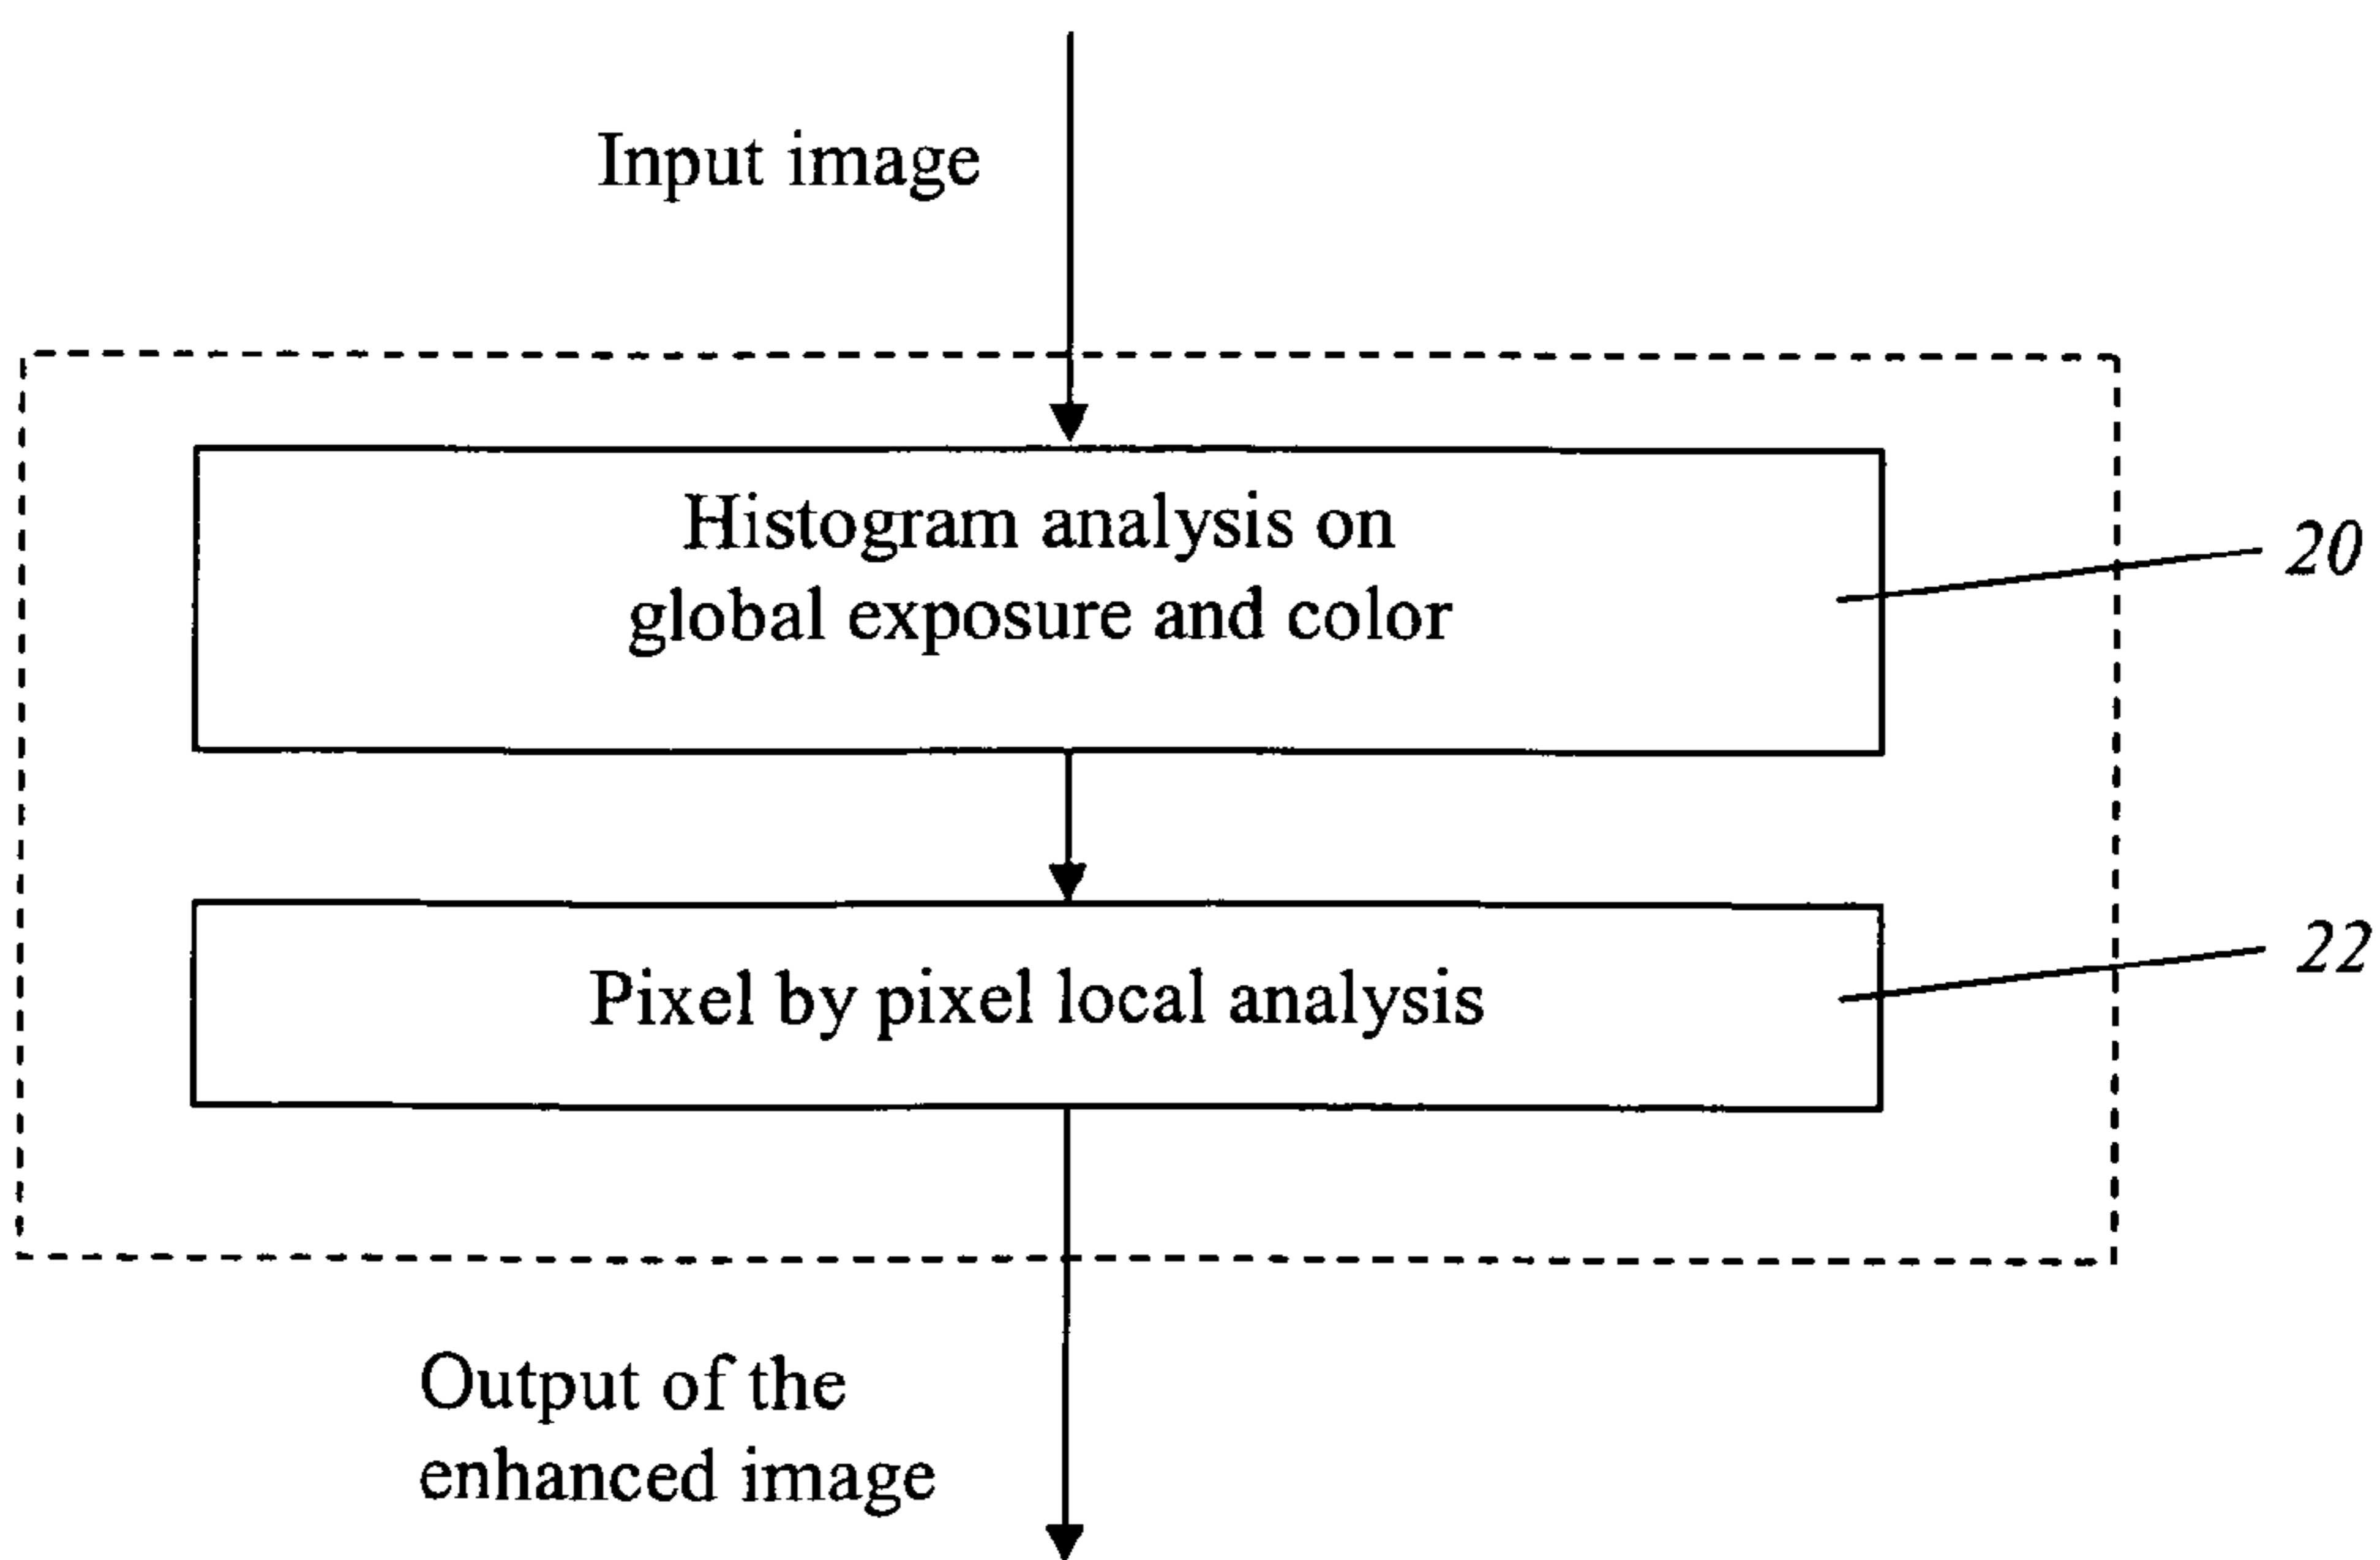 Input image
Histogram analysis on
global exposure and color
20
Pixel by pixel local analysis
22
Output of the
enhanced image